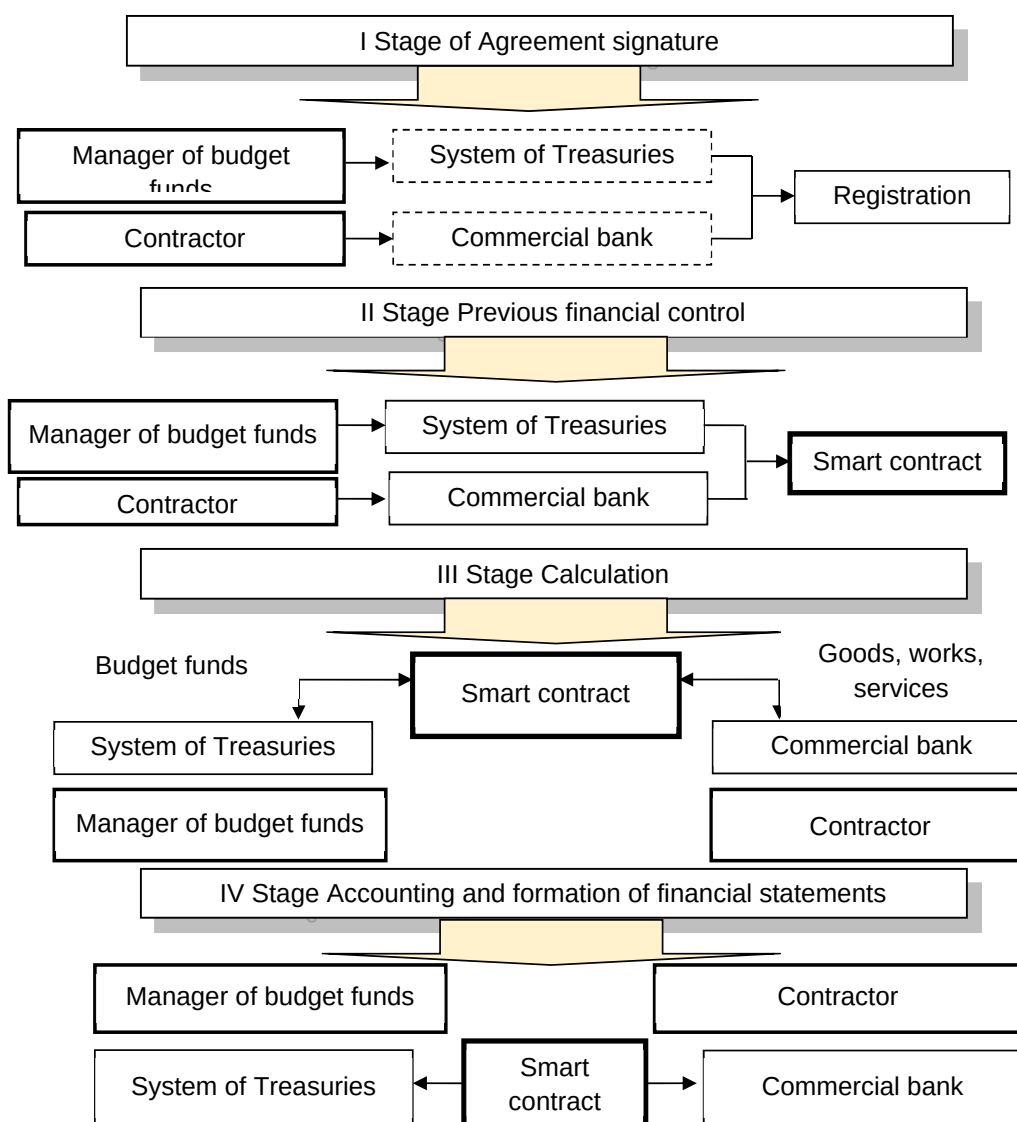 I Stage of Agreement signature
Manager of budget
funds
System of Treasuries
Registration
Contractor
Commercial bank
II Stage Previous financial control
Manager of budget funds
System of Treasuries
Smart contract
Contractor
Commercial bank
III Stage Calculation
Budget funds
Smart contract
Goods, works,
services
System of Treasuries
Commercial bank
Manager of budget funds
Contractor
IV Stage Accounting and formation of financial statements
Manager of budget funds
Contractor
System of Treasuries
Smart
contract
Commercial bank